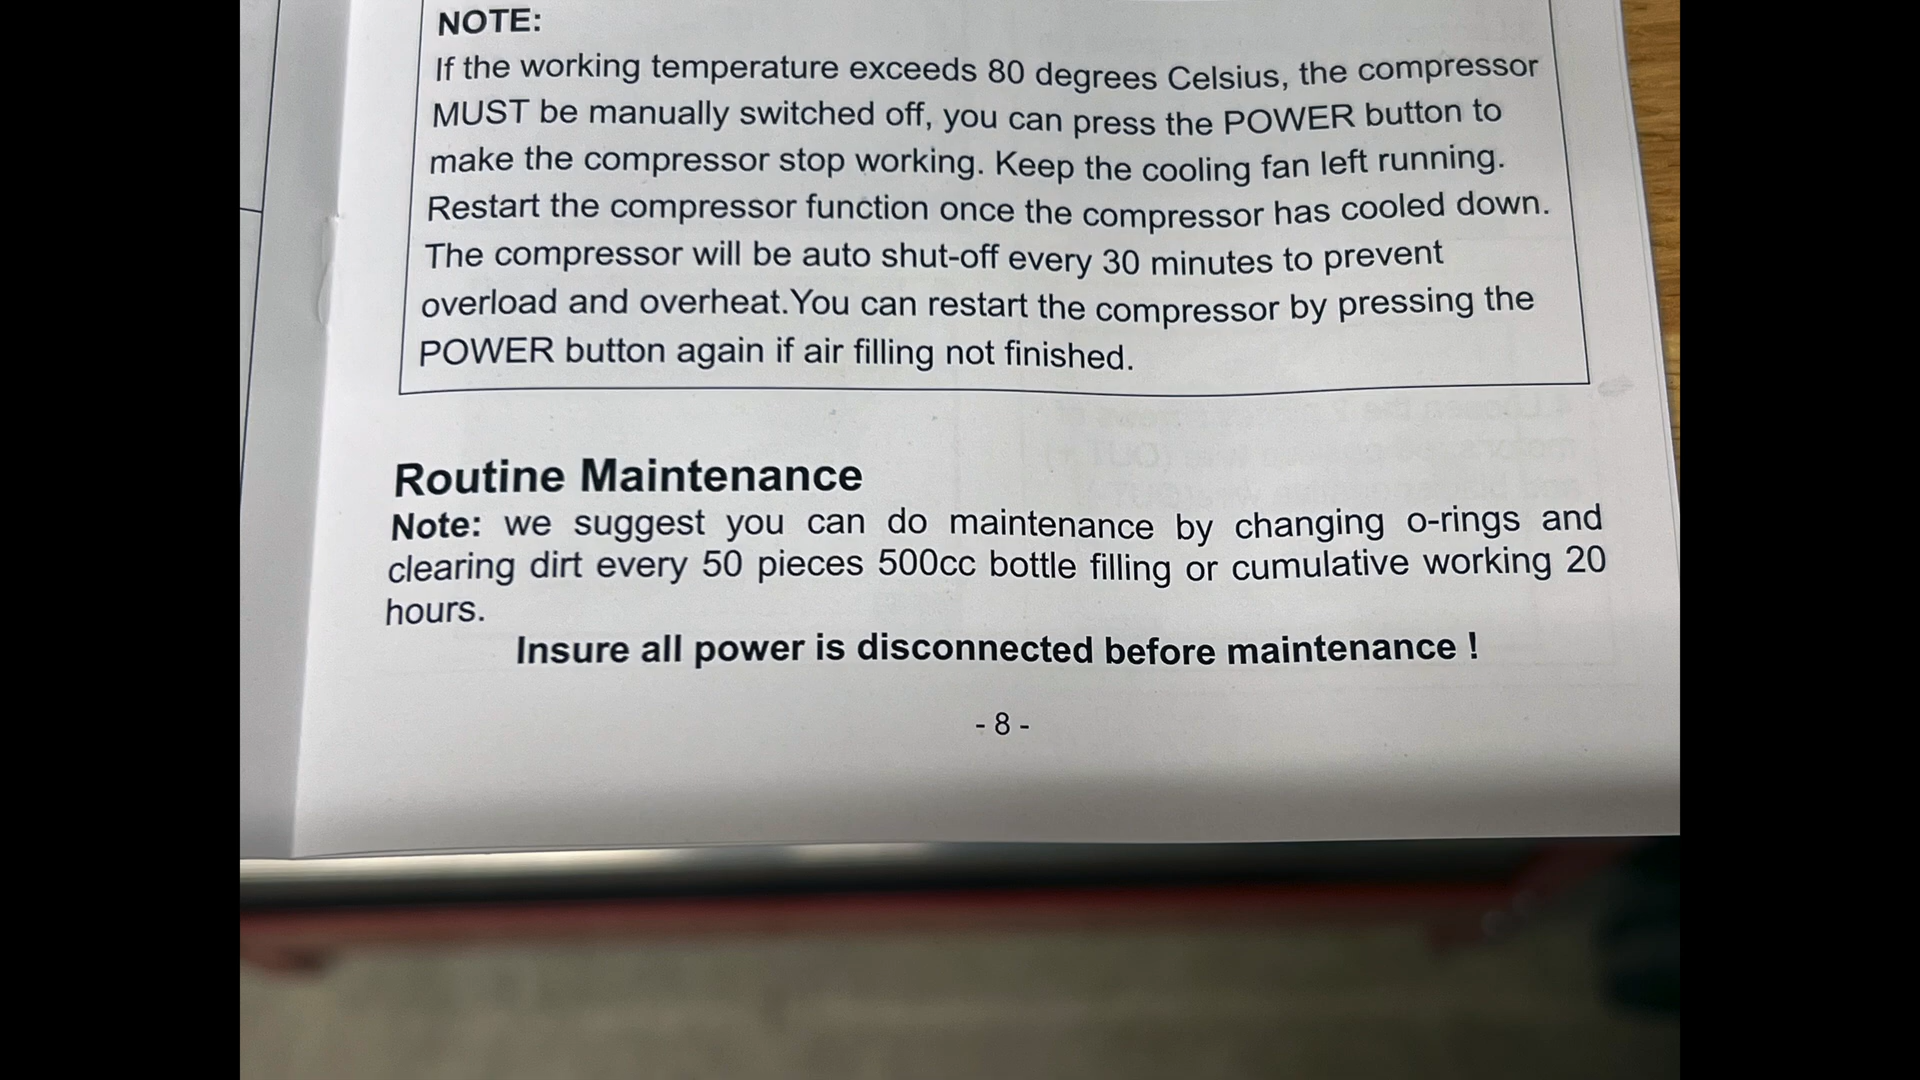 NOTE:
If the working temperature exceeds 80 degrees Celsius, the compressor
MUST be manually switched off, you can press the POWER button to
make the compressor stop working. Keep the cooling fan left running.
Restart the compressor function once the compressor has cooled down.
The compressor will be auto shut-off every 30 minutes to prevent
overload and overheat.You can restart the compressor by pressing the
POWER button again if air filling not finished.
Routine Maintenance
Note: we suggest you can do maintenance by changing o-rings and
clearing dirt every 50 pieces 500cc bottle filling or cumulative working 20
hours.
Insure all power is disconnected before maintenance !
- 8 -